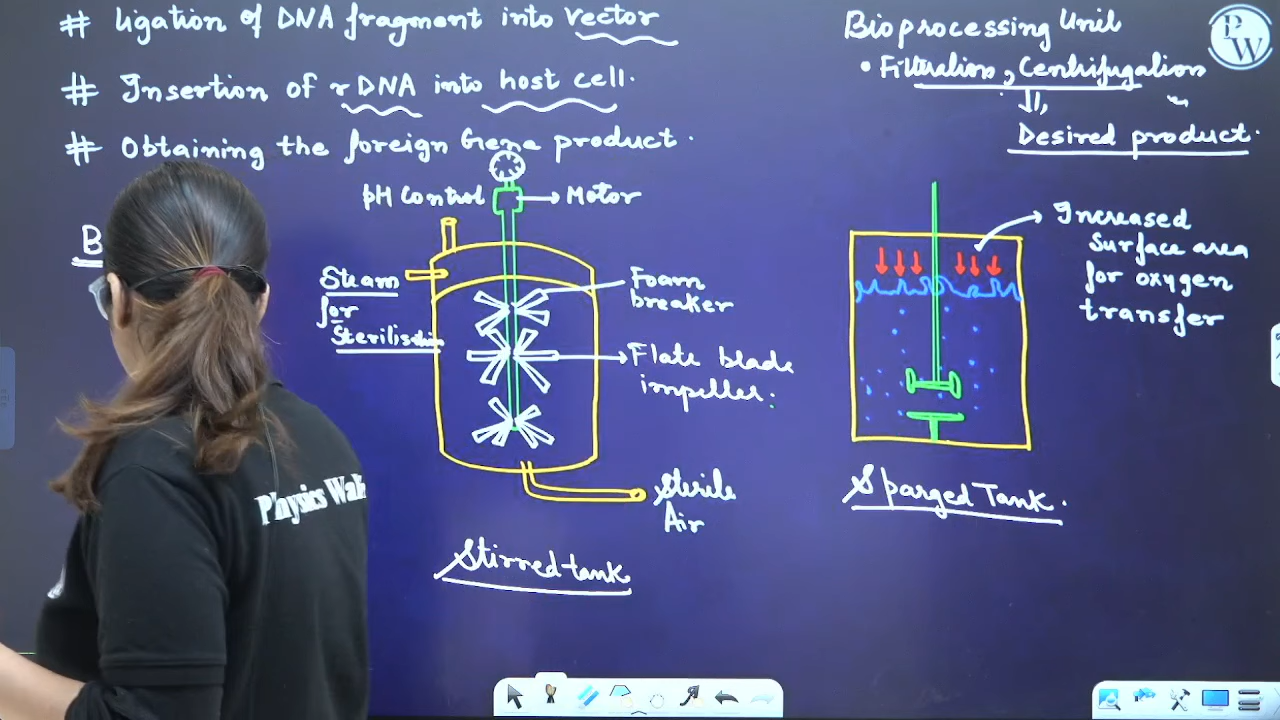 # ligation of DNA fragment into vector
# Insertion of rDNA into host cell.
# Obtaining the foreign Gene product.
B
pH Control
Motor
Steam
for
Foam
breaker
Flate blade
impeller.
Sterile
Air
Stirred tank
Bioprocessing Unit
• Filtration, Centrifugation
Desired product.
Increased
Surface area
for oxygen
transfer
Sparged Tank.
PW
Physics Wal